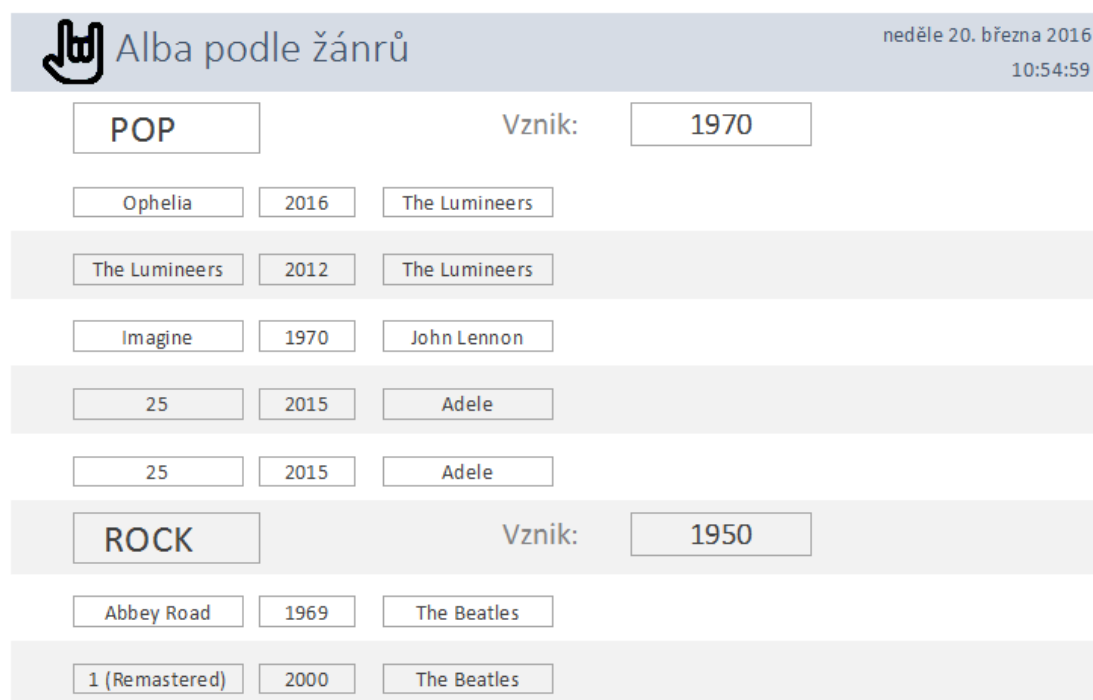 Alba podle žánrů
neděle 20. března 2016
10:54:59
POP Vznik: 1970
Ophelia 2016 The Lumineers
The Lumineers 2012 The Lumineers
Imagine 1970 John Lennon
25 2015 Adele
25 2015 Adele
ROCK Vznik: 1950
Abbey Road 1969 The Beatles
1 (Remastered) 2000 The Beatles